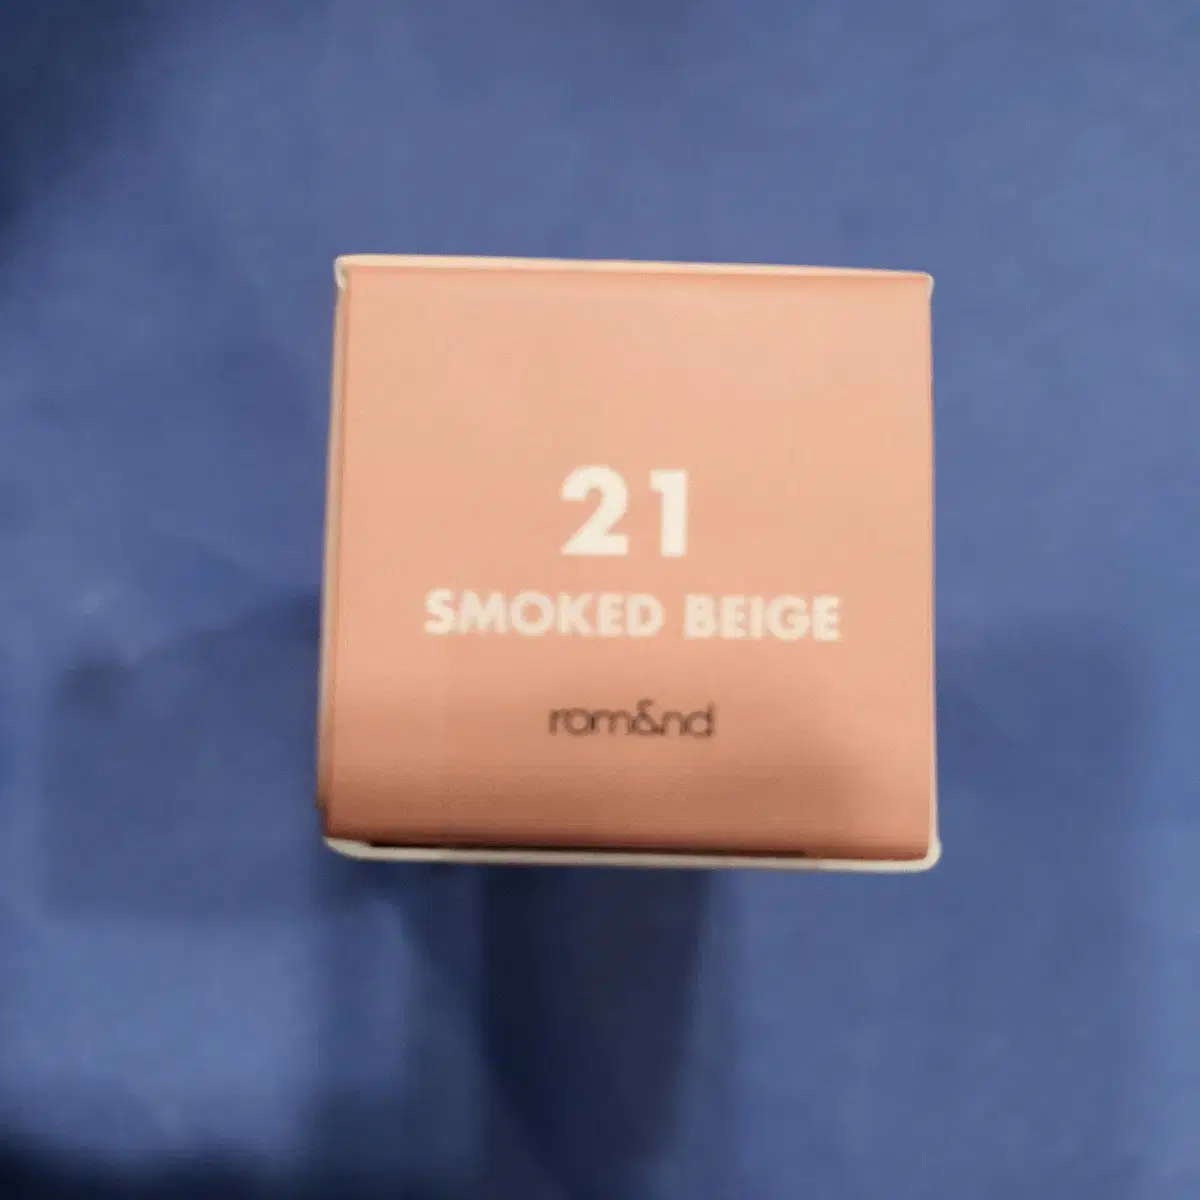 21
SMOKED BEIGE
rom&nd